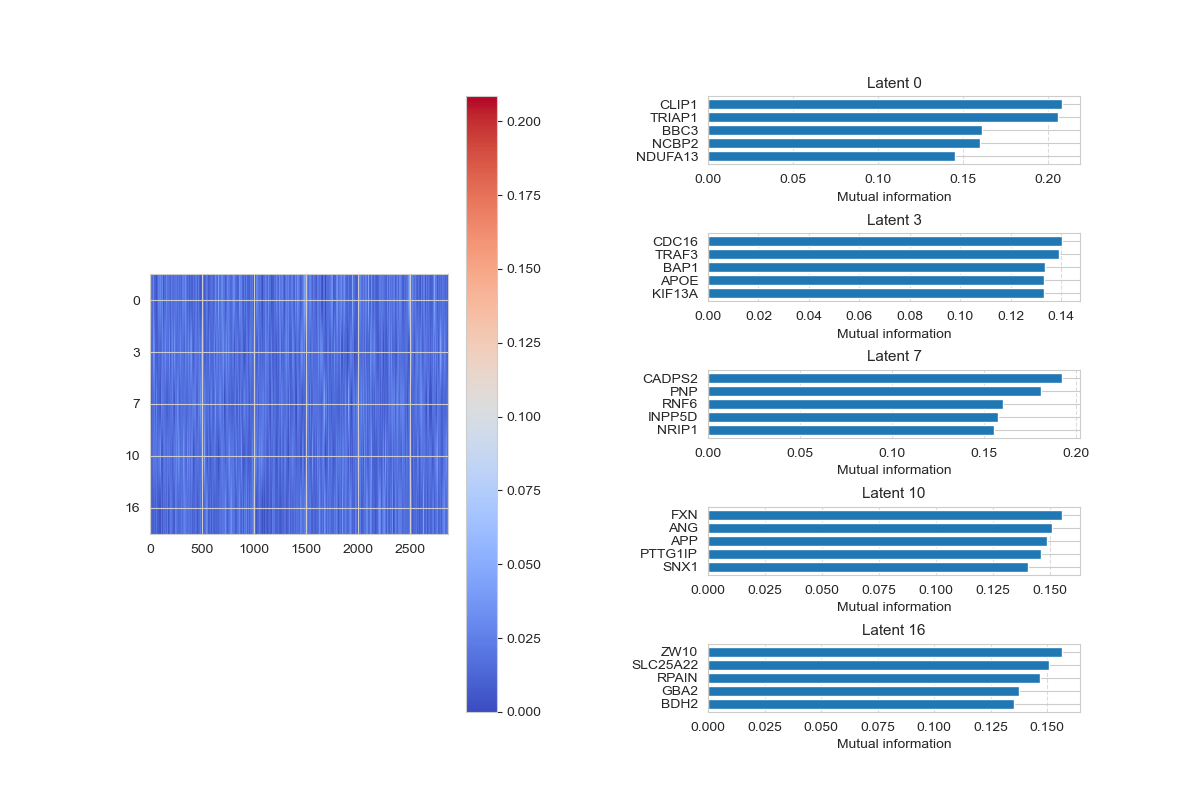 0
3
7
10
16
0 500 1000 1500 2000 2500
0.200
0.175
0.150
0.125
0.100
0.075
0.050
0.025
0.000
Latent 0
CLIP1
TRIAP1
BBC3
NCBP2
NDUFA13
0.00 0.05 0.10 0.15 0.20
Mutual information
Latent 3
CDC16
TRAF3
BAP1
APOE
KIF13A
0.00 0.02 0.04 0.06 0.08 0.10 0.12 0.14
Mutual information
Latent 7
CADPS2
PNP
RNF6
INPP5D
NRIP1
0.00 0.05 0.10 0.15 0.20
Mutual information
Latent 10
FXN
ANG
APP
PTTG1IP
SNX1
0.000 0.025 0.050 0.075 0.100 0.125 0.150
Mutual information
Latent 16
ZW10
SLC25A22
RPAIN
GBA2
BDH2
0.000 0.025 0.050 0.075 0.100 0.125 0.150
Mutual information